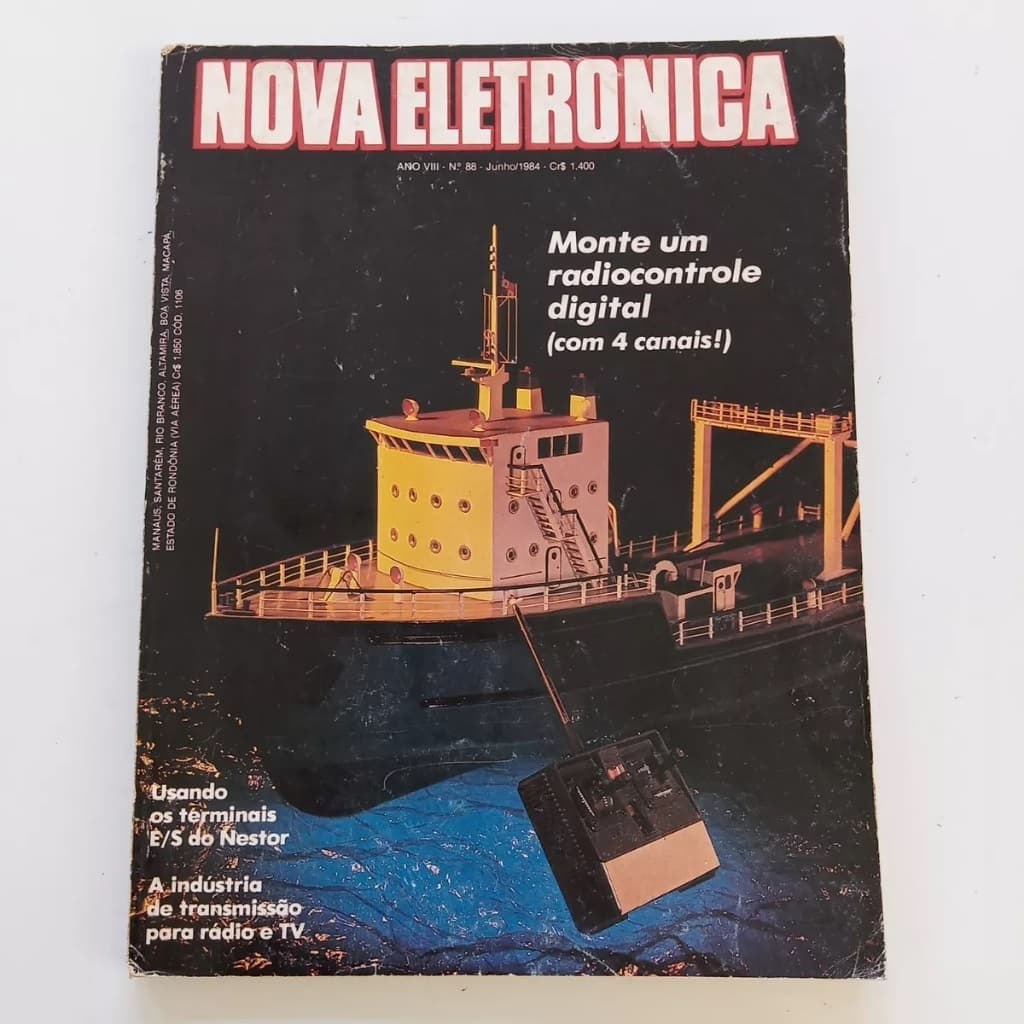 NOVA ELETRONICA
ANO VIII - N.º 88 - Junho/1984 - Cr$ 1.400
Monte um
radiocontrole
digital
(com 4 canais!)
MANAUS, SANTARÉM, RIO BRANCO, ALTAMIRA, BOA VISTA, MACAPÁ,
ESTADO DE RONDÔNIA (VIA AÉREA) Cr$ 1.850 CÓD. 1106
Usando
os terminais
E/S do Nestor
A indústria
de transmissão
para rádio e TV